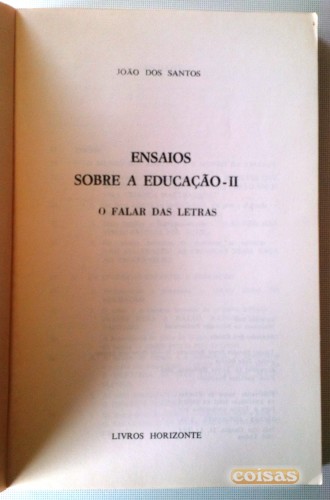 JOÃO DOS SANTOS
ENSAIOS
SOBRE A EDUCAÇÃO-II
O FALAR DAS LETRAS
LIVROS HORIZONTE
coisas